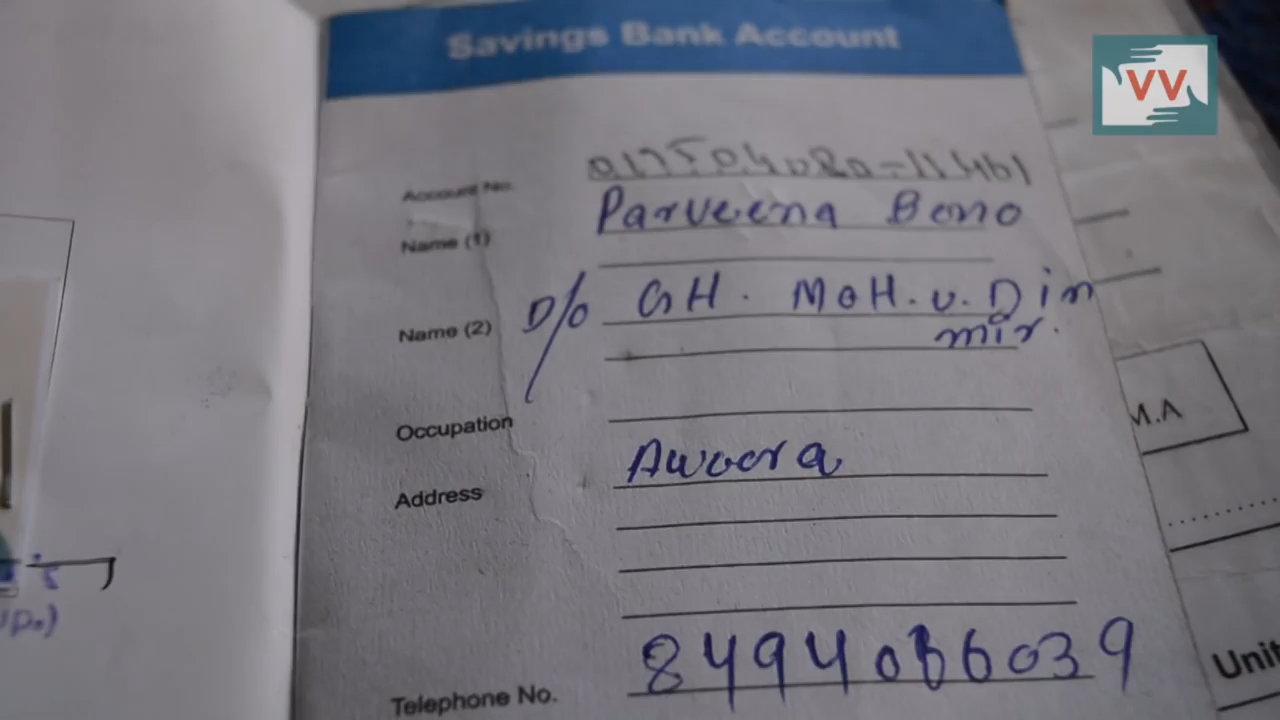 Savings Bank Account
VV
Account No.
Name (1) Parveena Bono
Name (2) D/o GH. MOH. U. Din
mir.
Occupation
Address Awoora
Telephone No. 8494086039
M.A
Unit